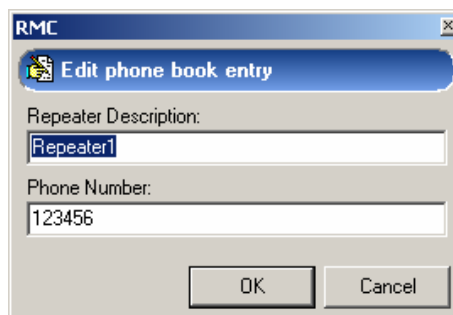 RMC
Edit phone book entry
Repeater Description:
Repeater1
Phone Number:
123456
OK Cancel